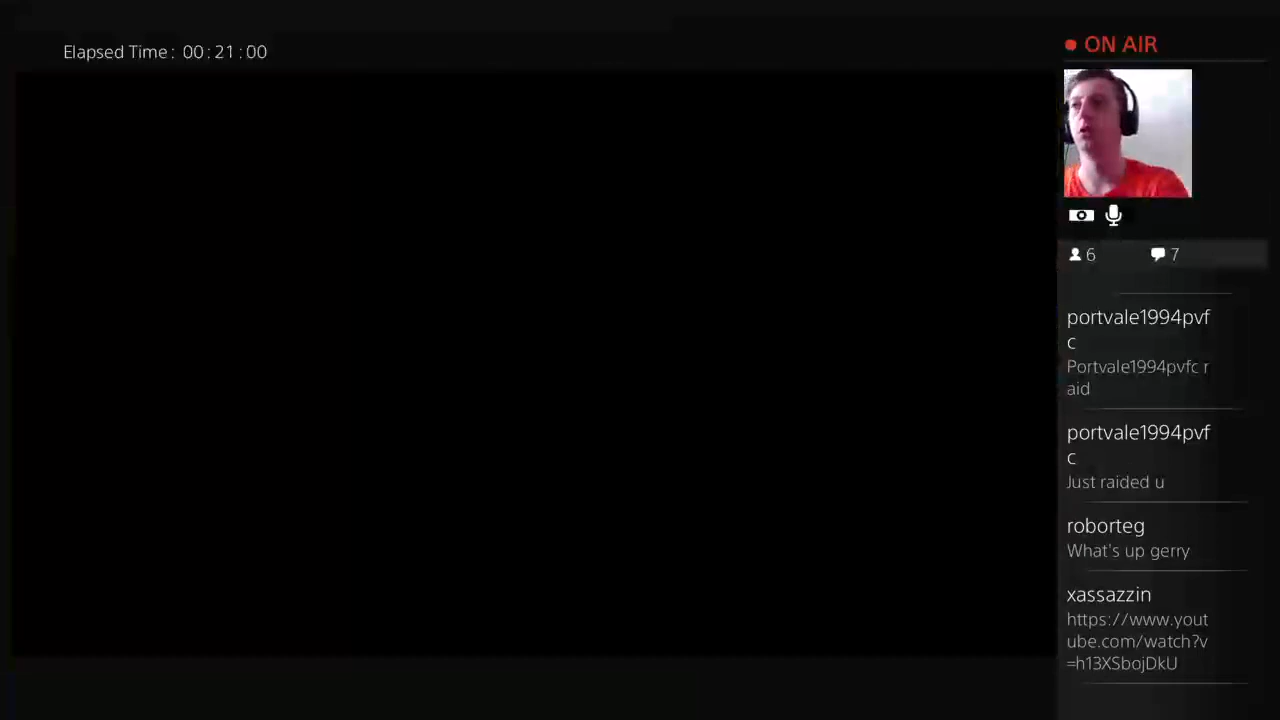 Elapsed Time: 00:21:00
ON AIR
6 7
portvale1994pvf
c
Portvale1994pvfc r
aid
portvale1994pvf
c
Just raided u
roborteg
What's up gerry
xassazzin
https://www.yout
ube.com/watch?v
=h13XSbojDkU